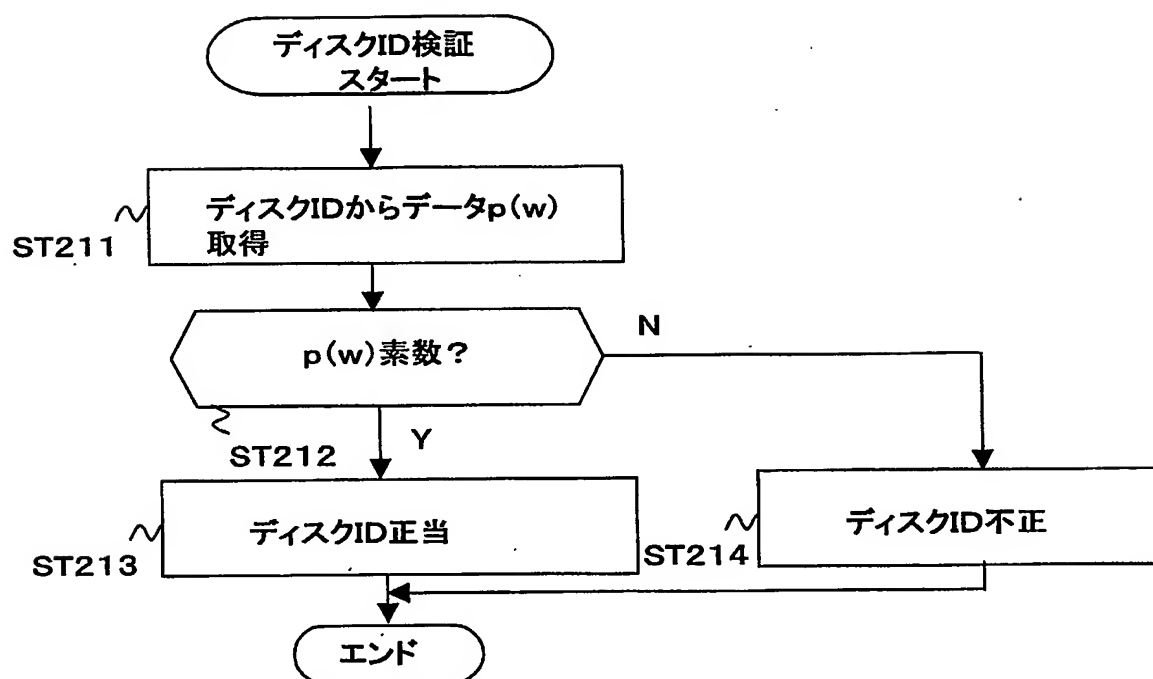 ディスクID検証
スタート
ディスクIDからデータp(w)
取得
ST211
p(w)素数?
N
Y
ST212
ディスクID正当
ST213
ディスクID不正
ST214
エンド